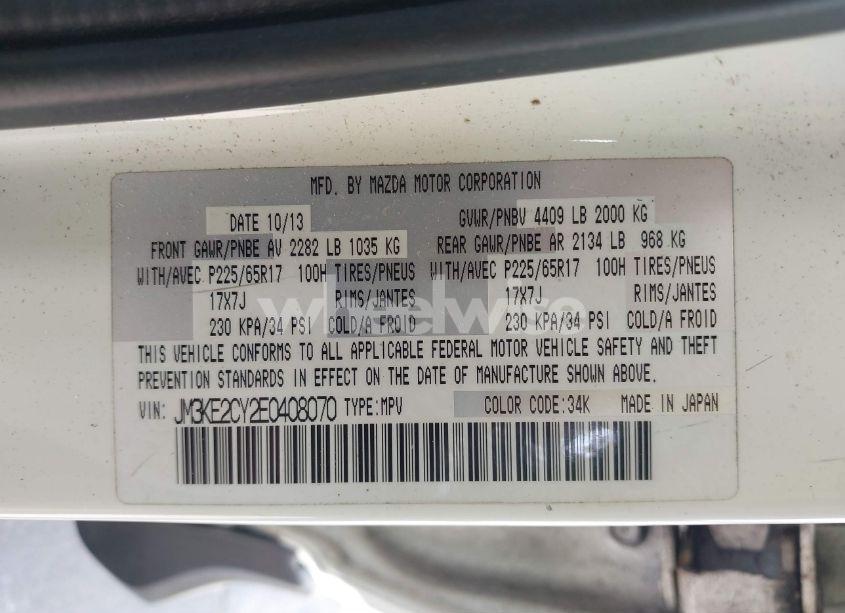 MFD. BY MAZDA MOTOR CORPORATION
DATE 10/13 GVWR/PNBV 4409 LB 2000 KG
FRONT GAWR/PNBE AV 2282 LB 1035 KG REAR GAWR/PNBE AR 2134 LB 968 KG
WITH/AVEC P225/65R17 100H TIRES/PNEUS WITH/AVEC P225/65R17 100H TIRES/PNEUS
17X7J RIMS/JANTES 17X7J RIMS/JANTES
wheelwire
230 KPA/34 PSI COLD/A FROID 230 KPA/34 PSI COLD/A FROID
THIS VEHICLE CONFORMS TO ALL APPLICABLE FEDERAL MOTOR VEHICLE SAFETY AND THEFT
PREVENTION STANDARDS IN EFFECT ON THE DATE OF MANUFACTURE SHOWN ABOVE.
VIN: JM3KE2CY2E0408070 TYPE:MPV COLOR CODE:34K MADE IN JAPAN